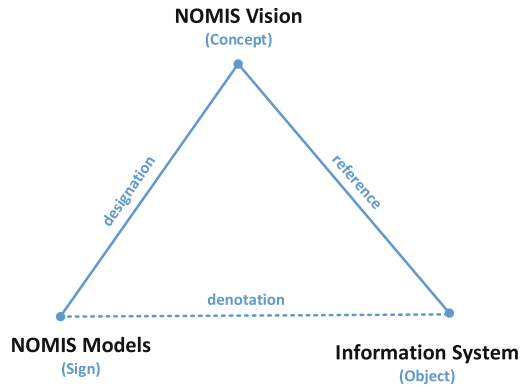 NOMIS Vision
(Concept)
designation
reference
denotation
NOMIS Models
(Sign)
Information System
(Object)